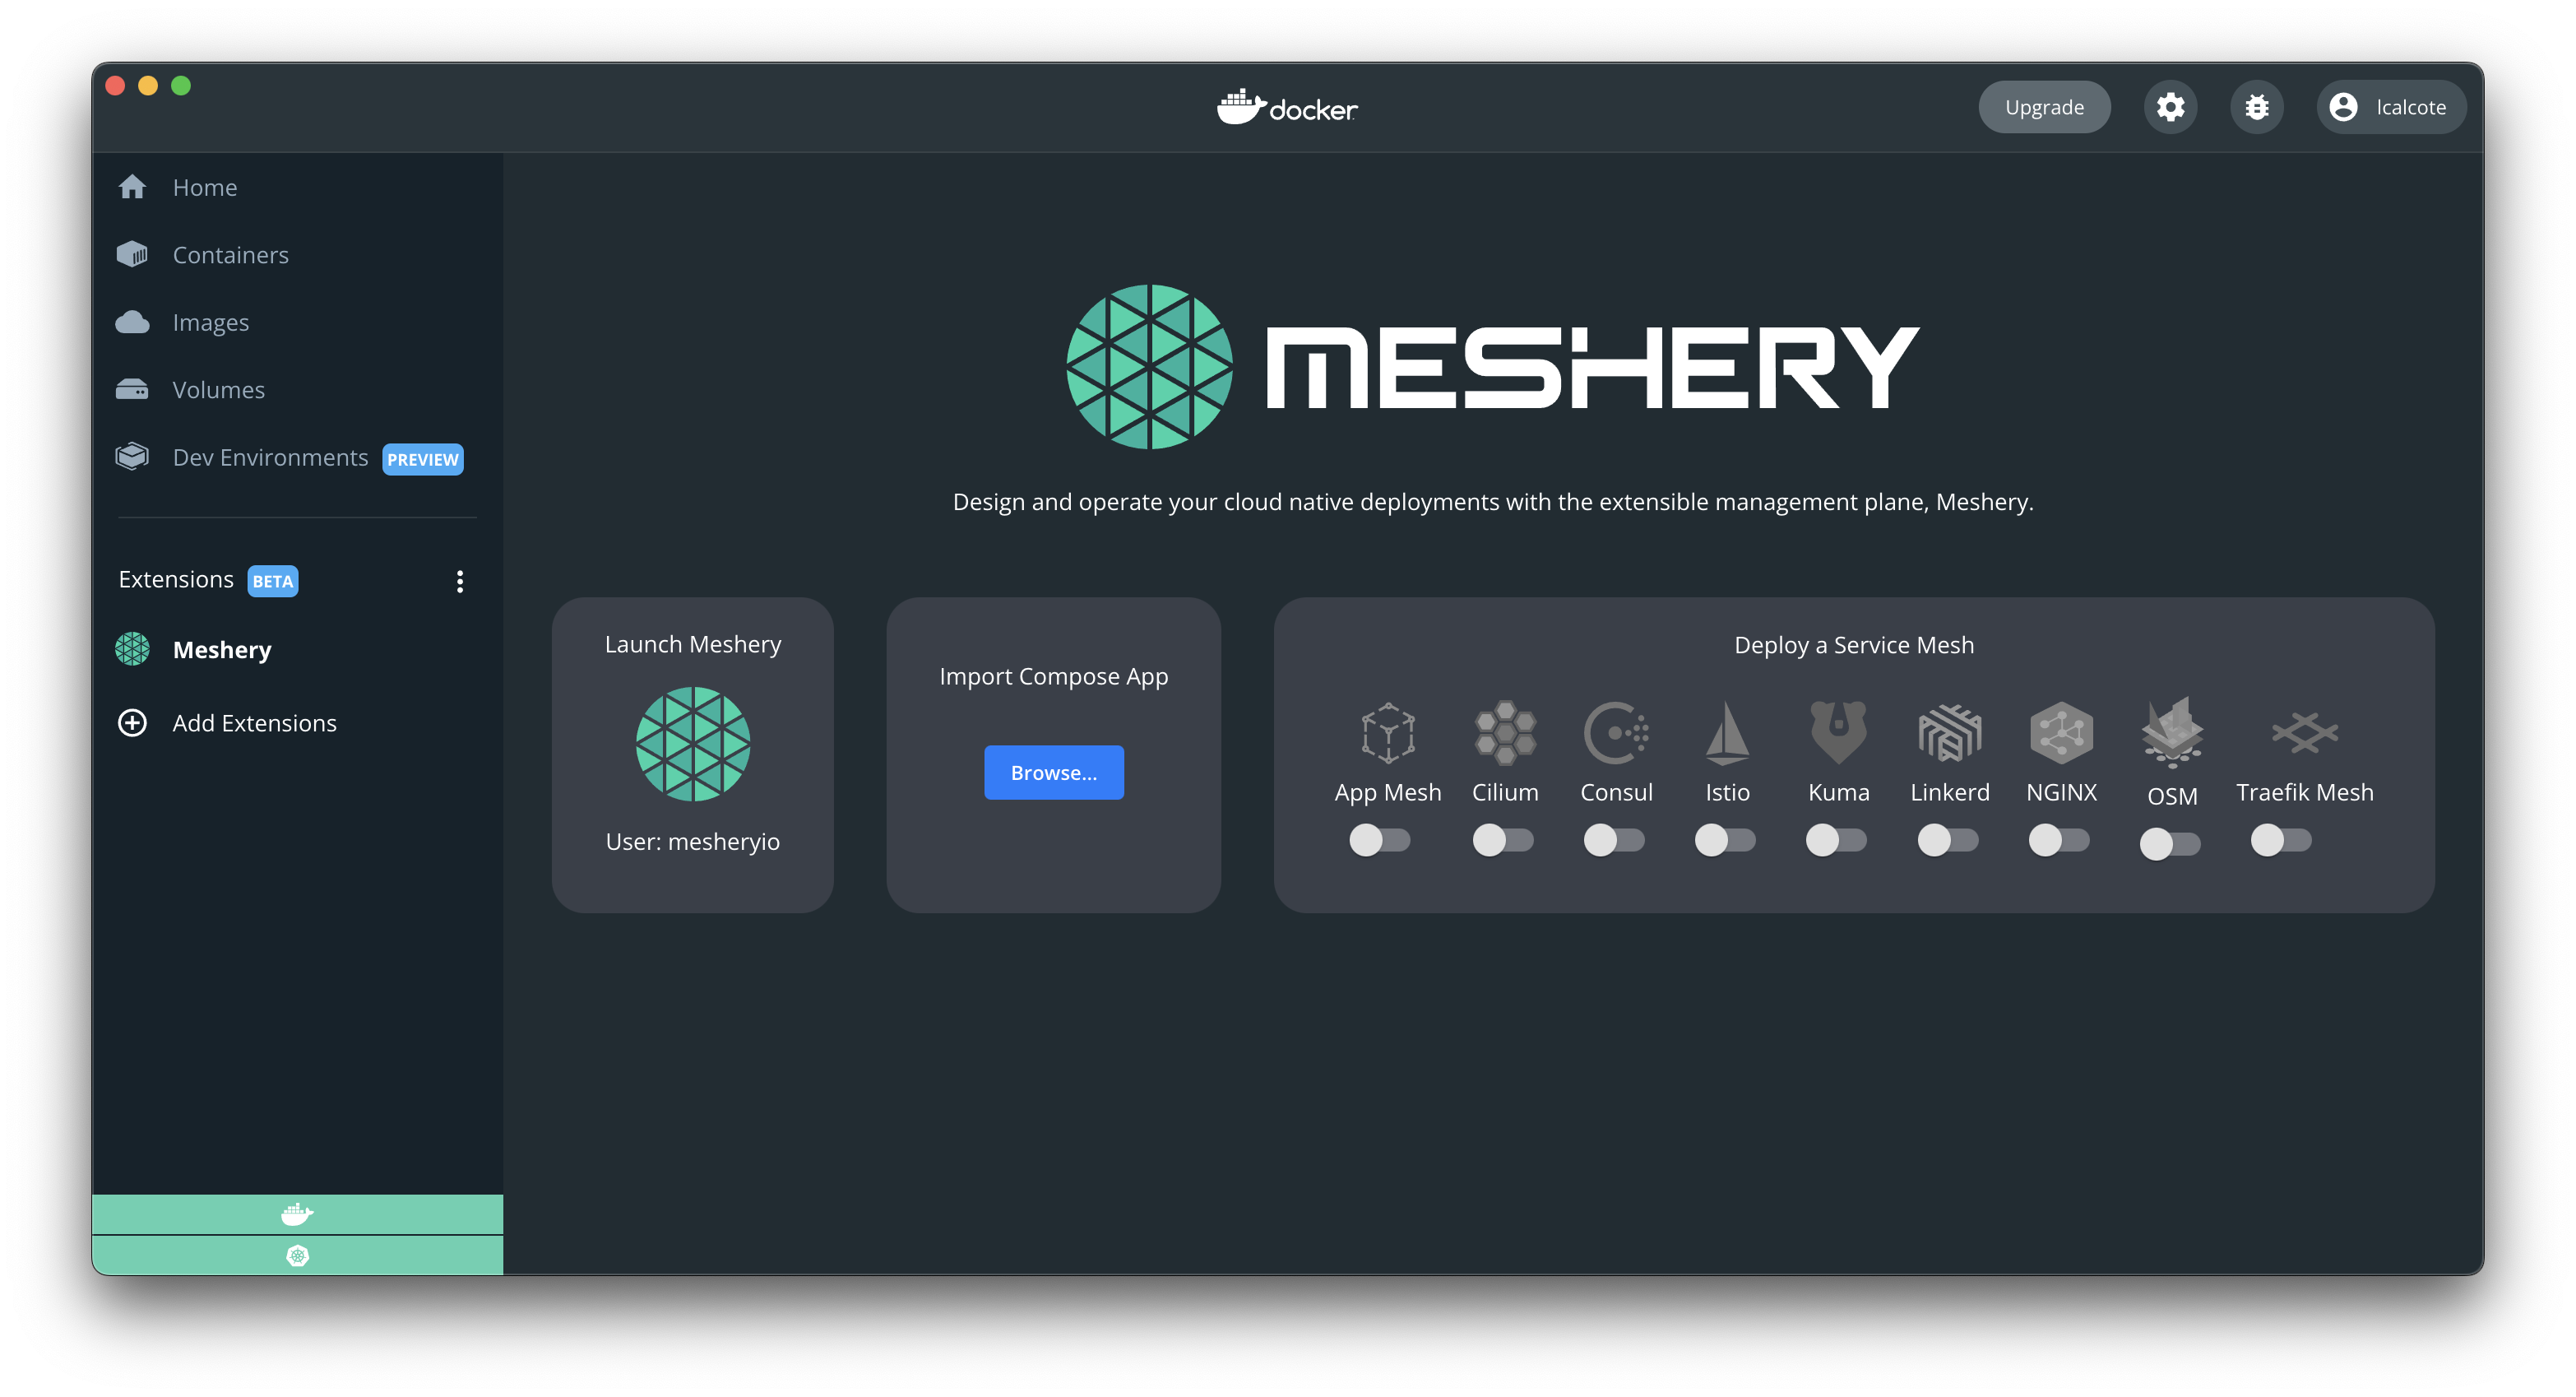 docker
Upgrade
lcalcote
Home
Containers
Images
Volumes
Dev Environments PREVIEW
Extensions BETA
Meshery
Add Extensions
MESHERY
Design and operate your cloud native deployments with the extensible management plane, Meshery.
Launch Meshery
User: mesheryio
Import Compose App
Browse...
Deploy a Service Mesh
App Mesh Cilium Consul Istio Kuma Linkerd NGINX OSM Traefik Mesh